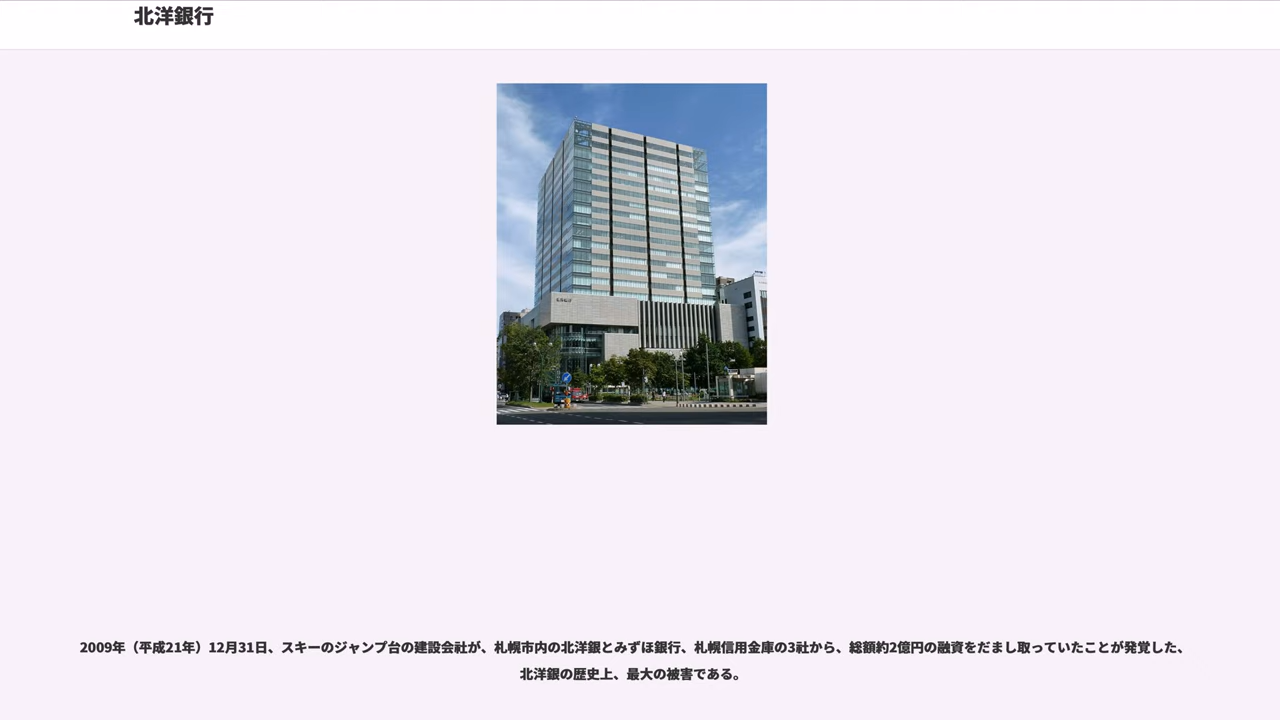 北洋銀行
2009年（平成21年）12月31日、スキーのジャンプ台の建設会社が、札幌市内の北洋銀とみずほ銀行、札幌信用金庫の3社から、総額約2億円の融資をだまし取っていたことが発覚した、
北洋銀の歴史上、最大の被害である。